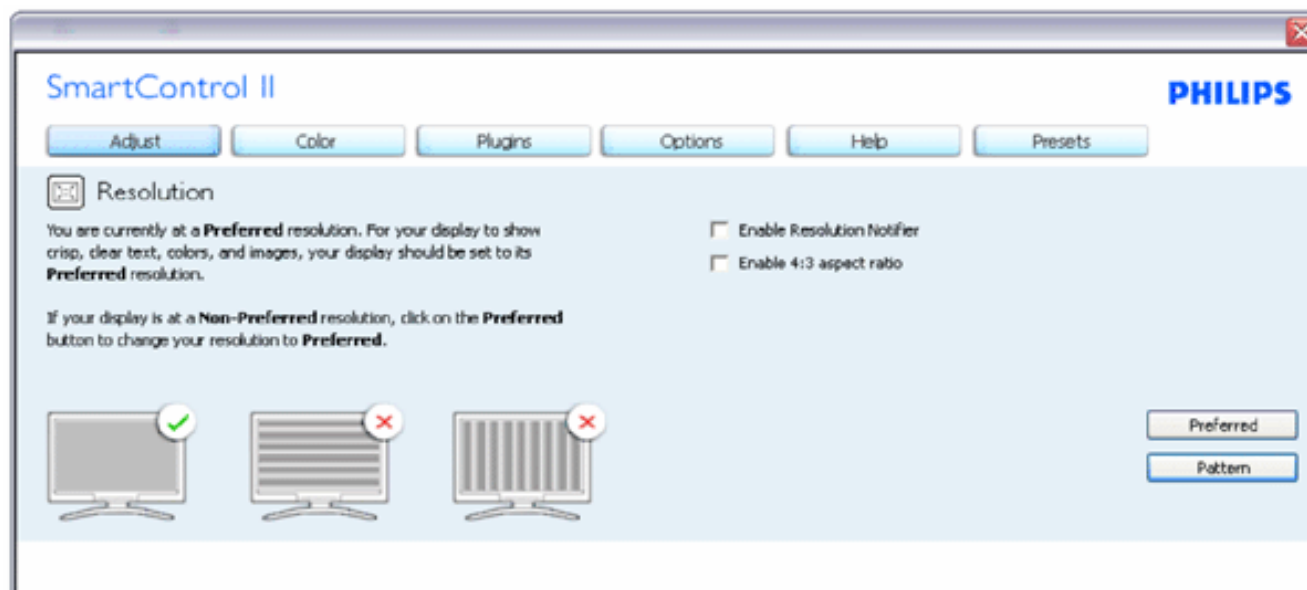 SmartControl II
PHILIPS
Adjust
Color
Plugins
Options
Help
Presets
Resolution
You are currently at a Preferred resolution. For your display to show
crisp, clear text, colors, and images, your display should be set to its
Preferred resolution.
If your display is at a Non-Preferred resolution, click on the Preferred
button to change your resolution to Preferred.
Enable Resolution Notifier
Enable 4:3 aspect ratio
Preferred
Pattern